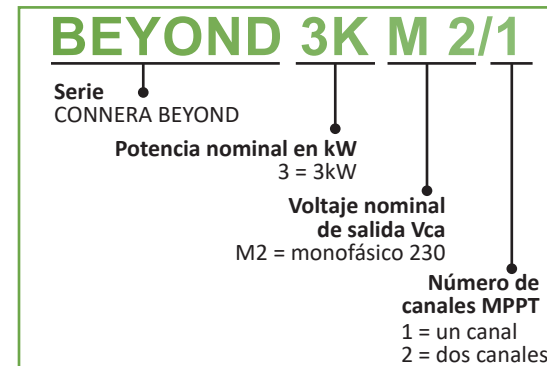 BEYOND 3K M 2/1
Serie
CONNERA BEYOND
Potencia nominal en kW
3 = 3kW
Voltaje nominal
de salida Vca
M2 = monofásico 230
Número de
canales MPPT
1 = un canal
2 = dos canales